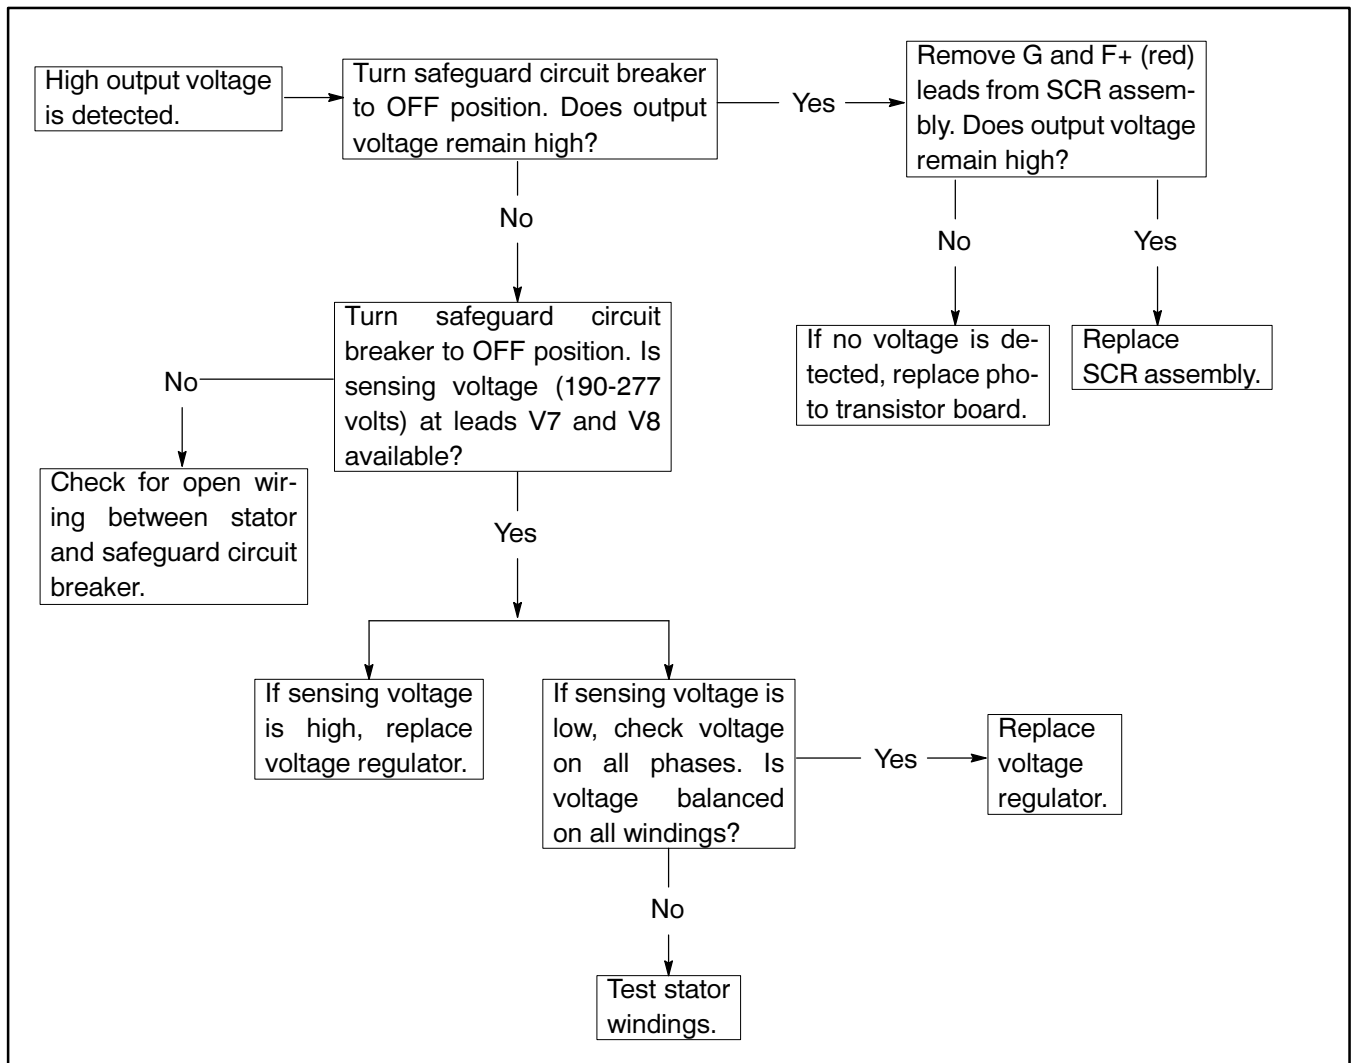 High output voltage
is detected.
Turn safeguard circuit breaker
to OFF position. Does output
voltage remain high?
Yes
Remove G and F+ (red)
leads from SCR assem-
bly. Does output voltage
remain high?
No
No
Yes
Turn safeguard circuit
breaker to OFF position. Is
sensing voltage (190-277
volts) at leads V7 and V8
available?
If no voltage is de-
tected, replace pho-
to transistor board.
Replace
SCR assembly.
No
Check for open wir-
ing between stator
and safeguard circuit
breaker.
Yes
If sensing voltage
is high, replace
voltage regulator.
If sensing voltage is
low, check voltage
on all phases. Is
voltage balanced
on all windings?
Yes
Replace
voltage
regulator.
No
Test stator
windings.